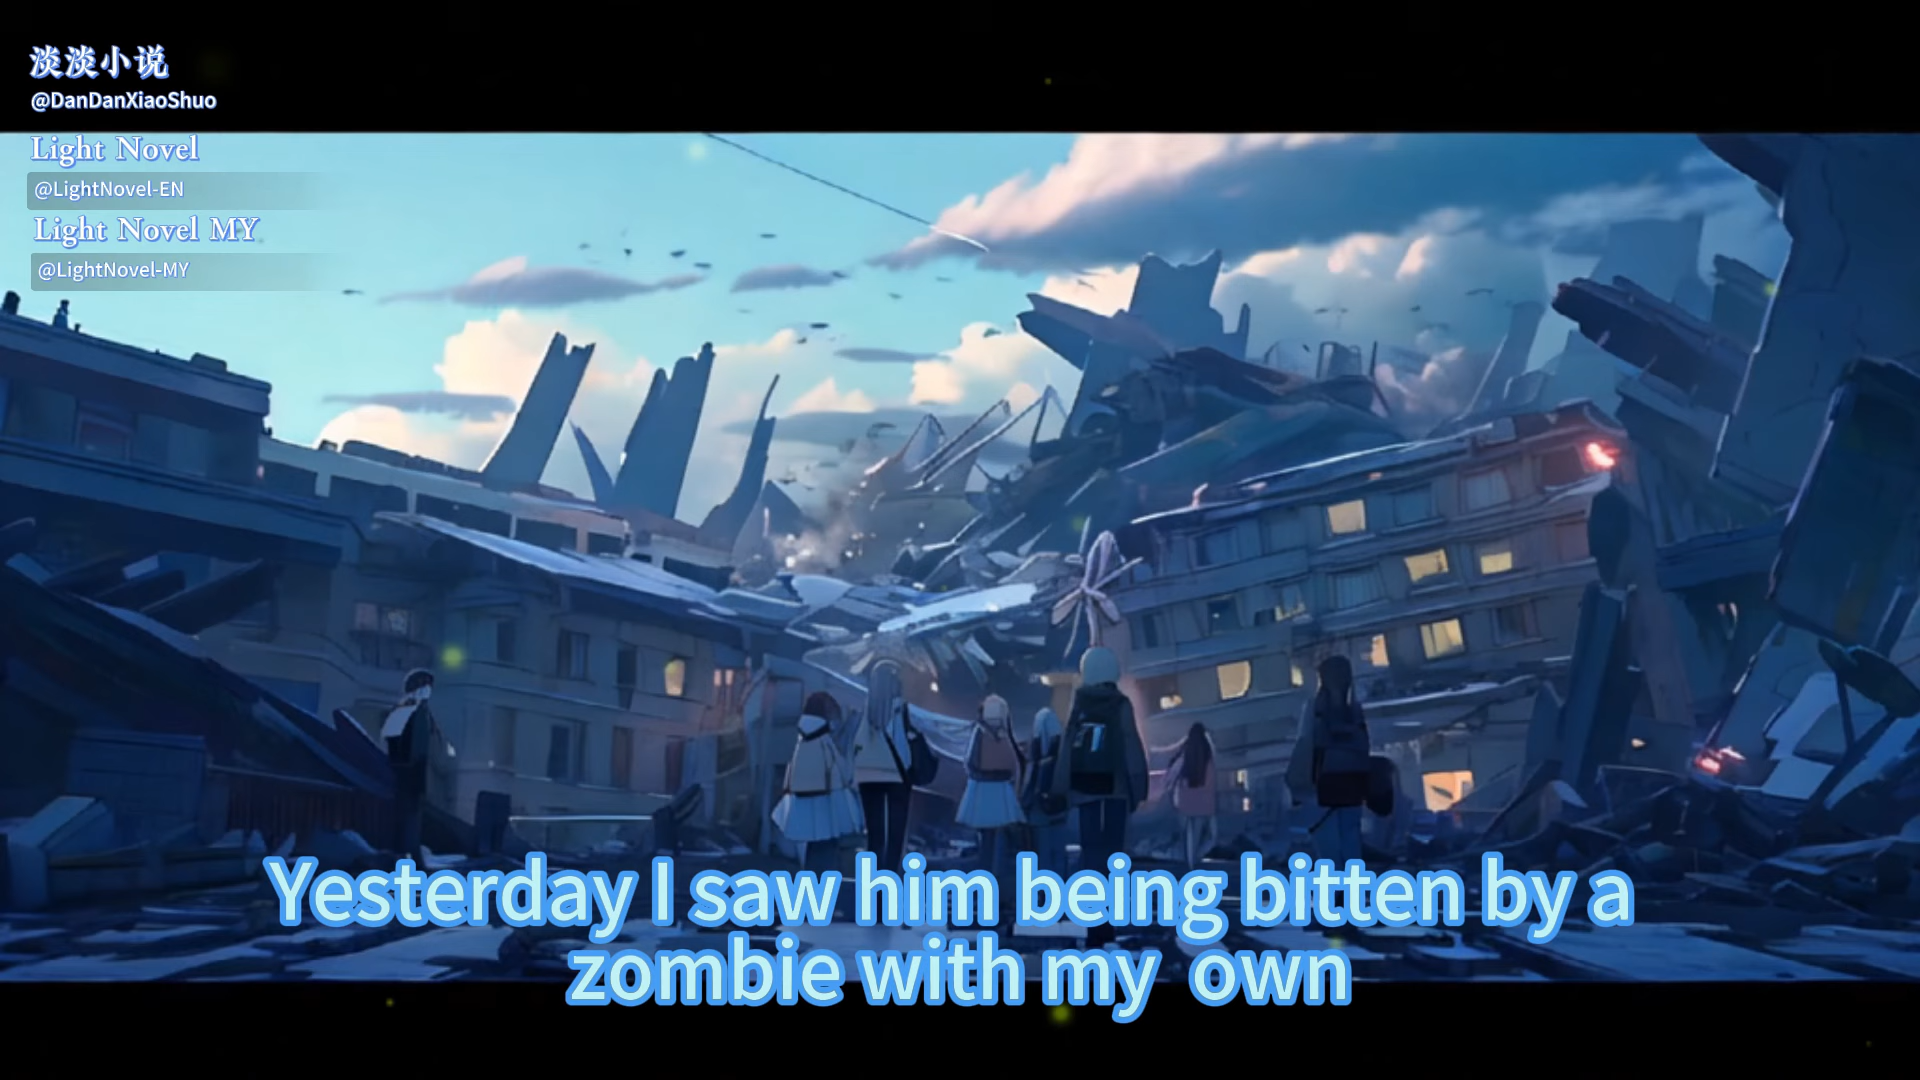 淡淡小说
@DanDanXiaoShuo
Light Novel
@LightNovel-EN
Light Novel MY
@LightNovel-MY
Yesterday I saw him being bitten by a
zombie with my own